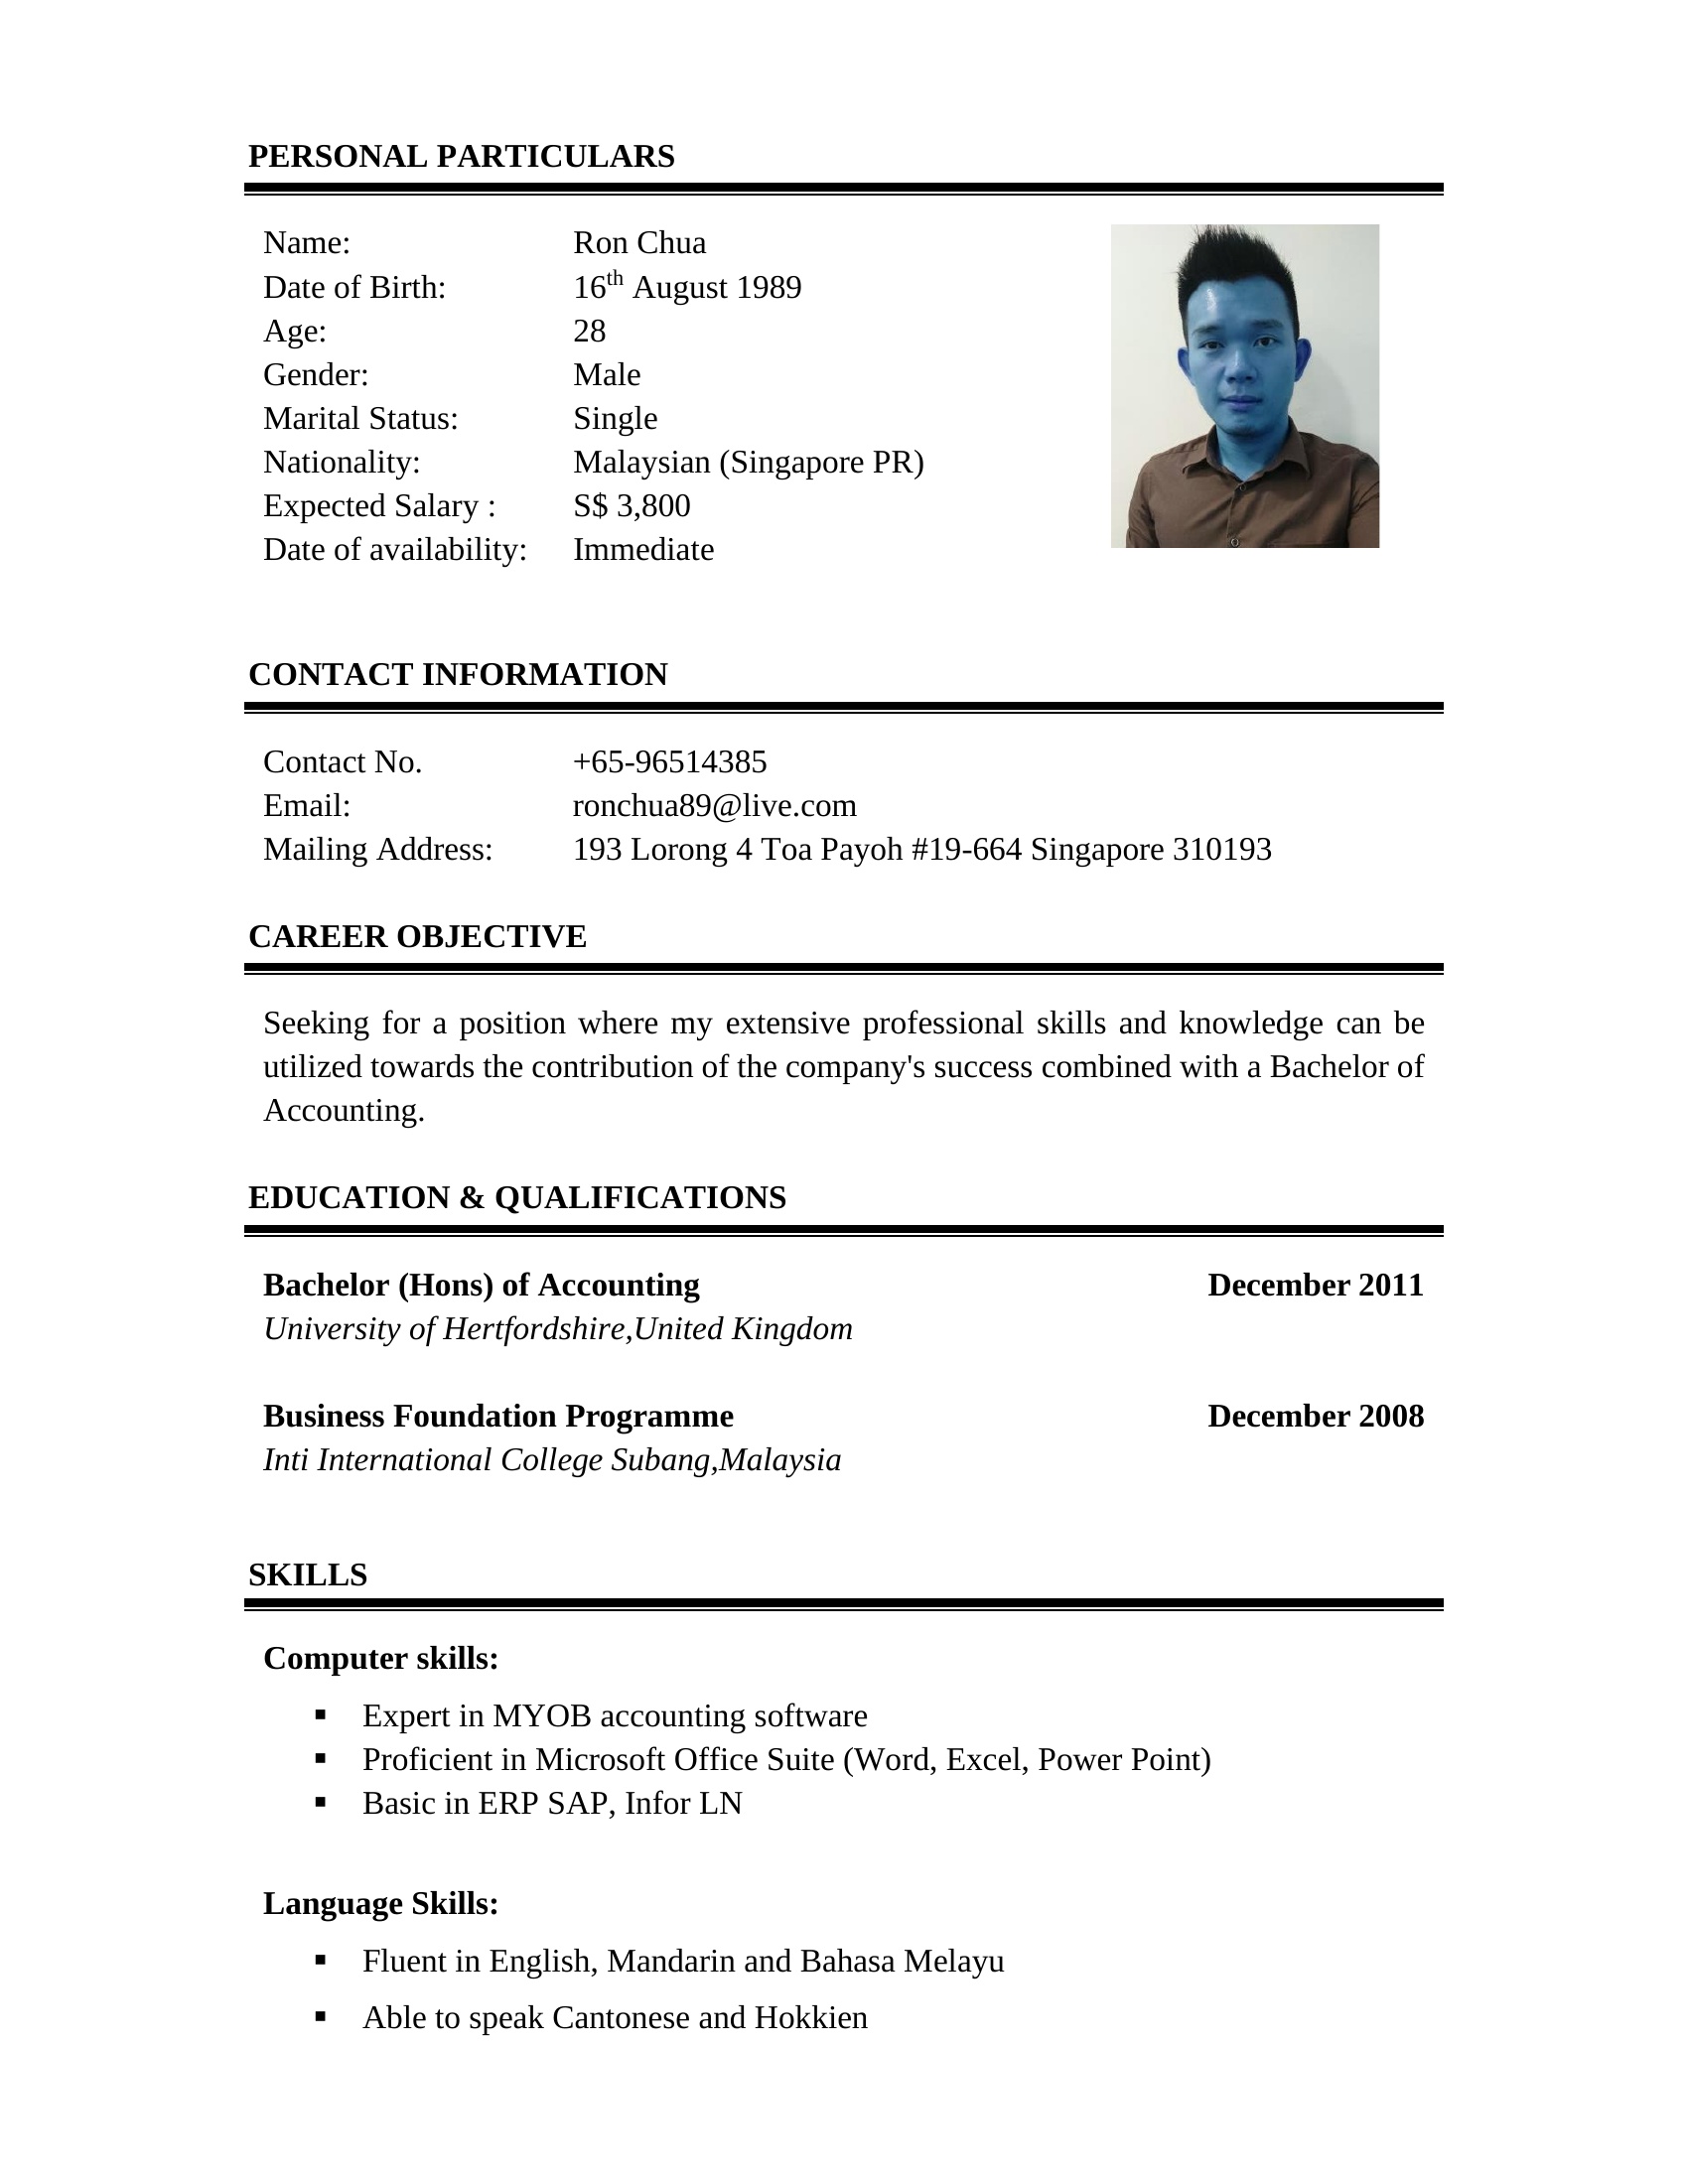 PERSONAL PARTICULARS
Name: Ron Chua
Date of Birth: 16th August 1989
Age: 28
Gender: Male
Marital Status: Single
Nationality: Malaysian (Singapore PR)
Expected Salary : S$ 3,800
Date of availability: Immediate
CONTACT INFORMATION
Contact No. +65-96514385
Email: ronchua89@live.com
Mailing Address: 193 Lorong 4 Toa Payoh #19-664 Singapore 310193
CAREER OBJECTIVE
Seeking for a position where my extensive professional skills and knowledge can be
utilized towards the contribution of the company's success combined with a Bachelor of
Accounting.
EDUCATION & QUALIFICATIONS
Bachelor (Hons) of Accounting December 2011
University of Hertfordshire,United Kingdom
Business Foundation Programme December 2008
Inti International College Subang,Malaysia
SKILLS
Computer skills:
▪ Expert in MYOB accounting software
▪ Proficient in Microsoft Office Suite (Word, Excel, Power Point)
▪ Basic in ERP SAP, Infor LN
Language Skills:
▪ Fluent in English, Mandarin and Bahasa Melayu
▪ Able to speak Cantonese and Hokkien